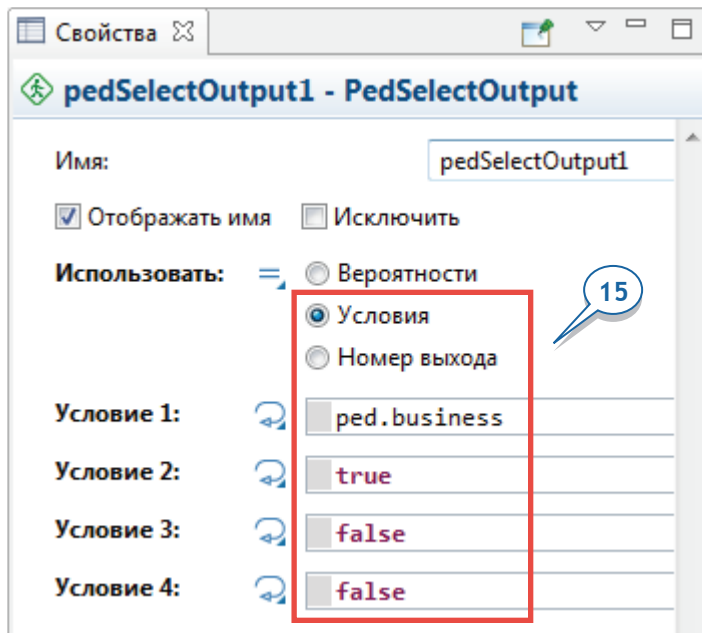 Свойства
pedSelectOutput1 - PedSelectOutput
Имя: pedSelectOutput1
Отображать имя Исключить
Использовать: Вероятности
Условия
15
Номер выхода
Условие 1: ped.business
Условие 2: true
Условие 3: false
Условие 4: false